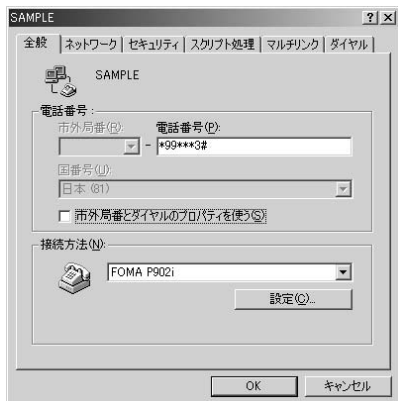 SAMPLE
全般 ネットワーク セキュリティ スクリプト処理 マルチリンク ダイヤル
SAMPLE
電話番号:
市外局番(R): 電話番号(P):
- *99***3#
国番号(U):
日本 (81)
市外局番とダイヤルのプロパティを使う(S)
接続方法(N):
FOMA P902i
設定(C)...
OK キャンセル